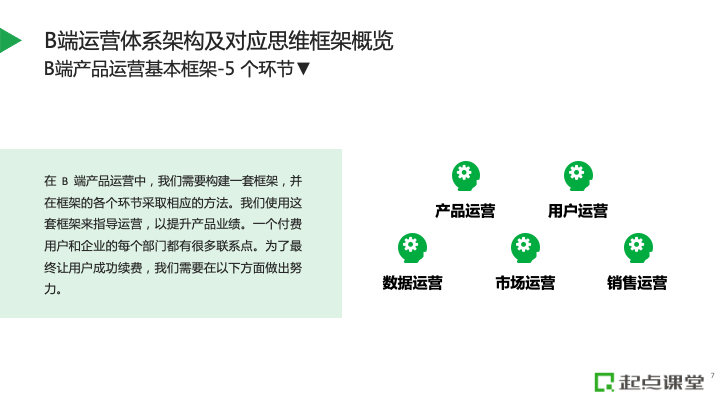 B端运营体系架构及对应思维框架概览
B端产品运营基本框架-5 个环节▼
在 B 端产品运营中，我们需要构建一套框架，并
在框架的各个环节采取相应的方法。我们使用这
套框架来指导运营，以提升产品业绩。一个付费
用户和企业的每个部门都有很多联系点。为了最
终让用户成功续费，我们需要在以下方面做出努
力。
产品运营
用户运营
数据运营
市场运营
销售运营
起点课堂
7